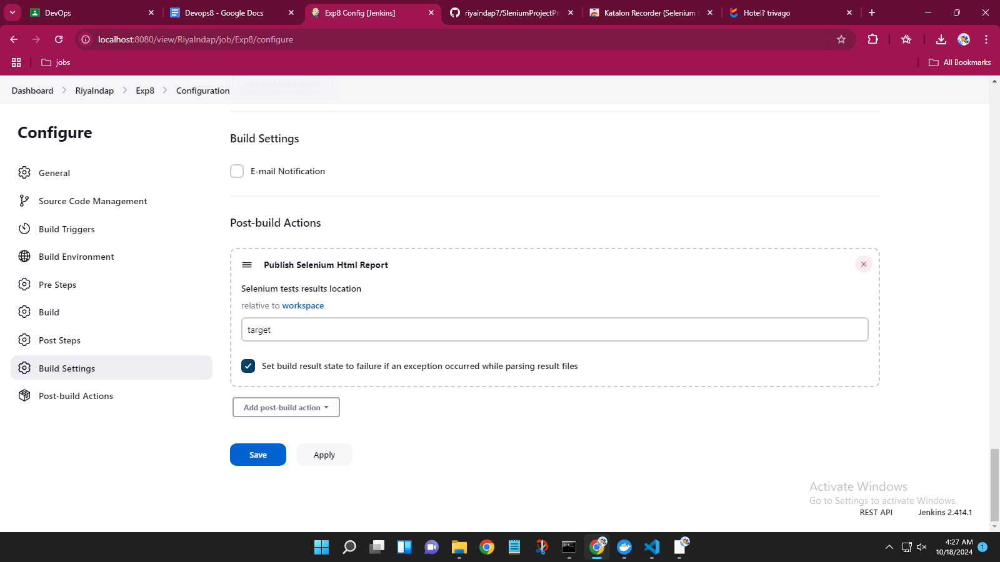 DevOps
Devops8 - Google Docs
Exp8 Config [Jenkins]
riyaindap7/SleniumProjectPr
Katalon Recorder (Selenium t
Hotel? trivago
localhost:8080/view/RiyaIndap/job/Exp8/configure
jobs
All Bookmarks
Dashboard
RiyaIndap
Exp8
Configuration
Configure
General
Source Code Management
Build Triggers
Build Environment
Pre Steps
Build
Post Steps
Build Settings
Post-build Actions
Build Settings
E-mail Notification
Post-build Actions
Publish Selenium Html Report
Selenium tests results location
relative to workspace
target
Set build result state to failure if an exception occurred while parsing result files
Add post-build action
Save
Apply
Activate Windows
Go to Settings to activate Windows.
REST API
Jenkins 2.414.1
4:27 AM
10/18/2024
1